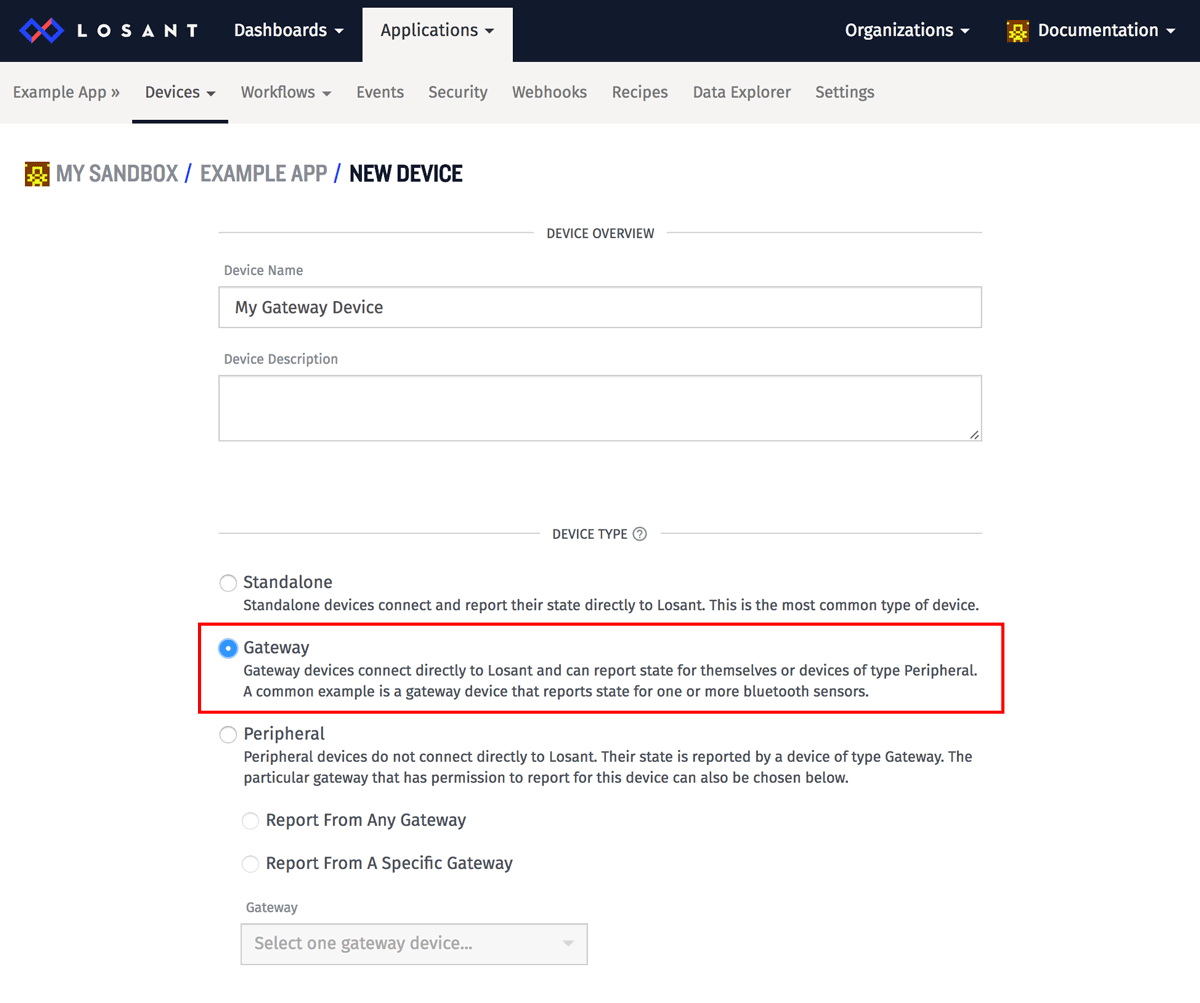 LOSANT Dashboards Applications Organizations Documentation
Example App » Devices Workflows Events Security Webhooks Recipes Data Explorer Settings
MY SANDBOX / EXAMPLE APP / NEW DEVICE
DEVICE OVERVIEW
Device Name
My Gateway Device
Device Description
DEVICE TYPE ?
Standalone
Standalone devices connect and report their state directly to Losant. This is the most common type of device.
Gateway
Gateway devices connect directly to Losant and can report state for themselves or devices of type Peripheral.
A common example is a gateway device that reports state for one or more bluetooth sensors.
Peripheral
Peripheral devices do not connect directly to Losant. Their state is reported by a device of type Gateway. The
particular gateway that has permission to report for this device can also be chosen below.
Report From Any Gateway
Report From A Specific Gateway
Gateway
Select one gateway device...